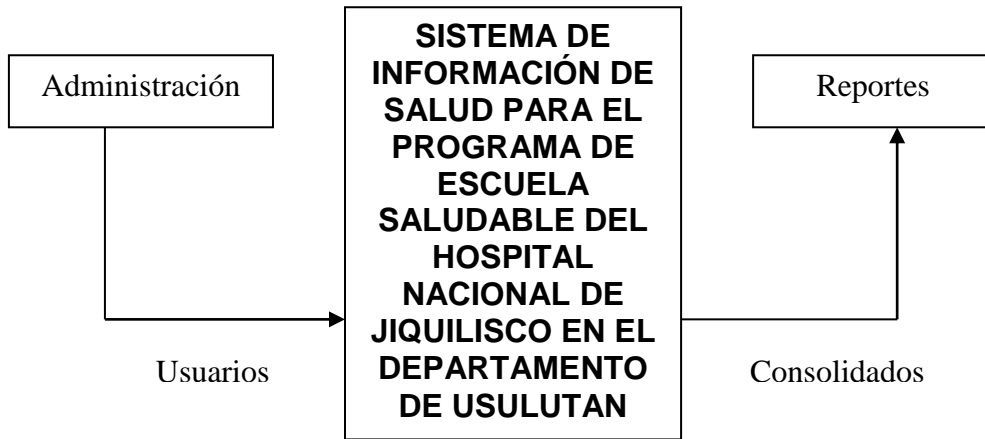 Administración
SISTEMA DE
INFORMACIÓN DE
SALUD PARA EL
PROGRAMA DE
ESCUELA
SALUDABLE DEL
HOSPITAL
NACIONAL DE
JIQUILISCO EN EL
DEPARTAMENTO
DE USULUTAN
Reportes
Usuarios
Consolidados